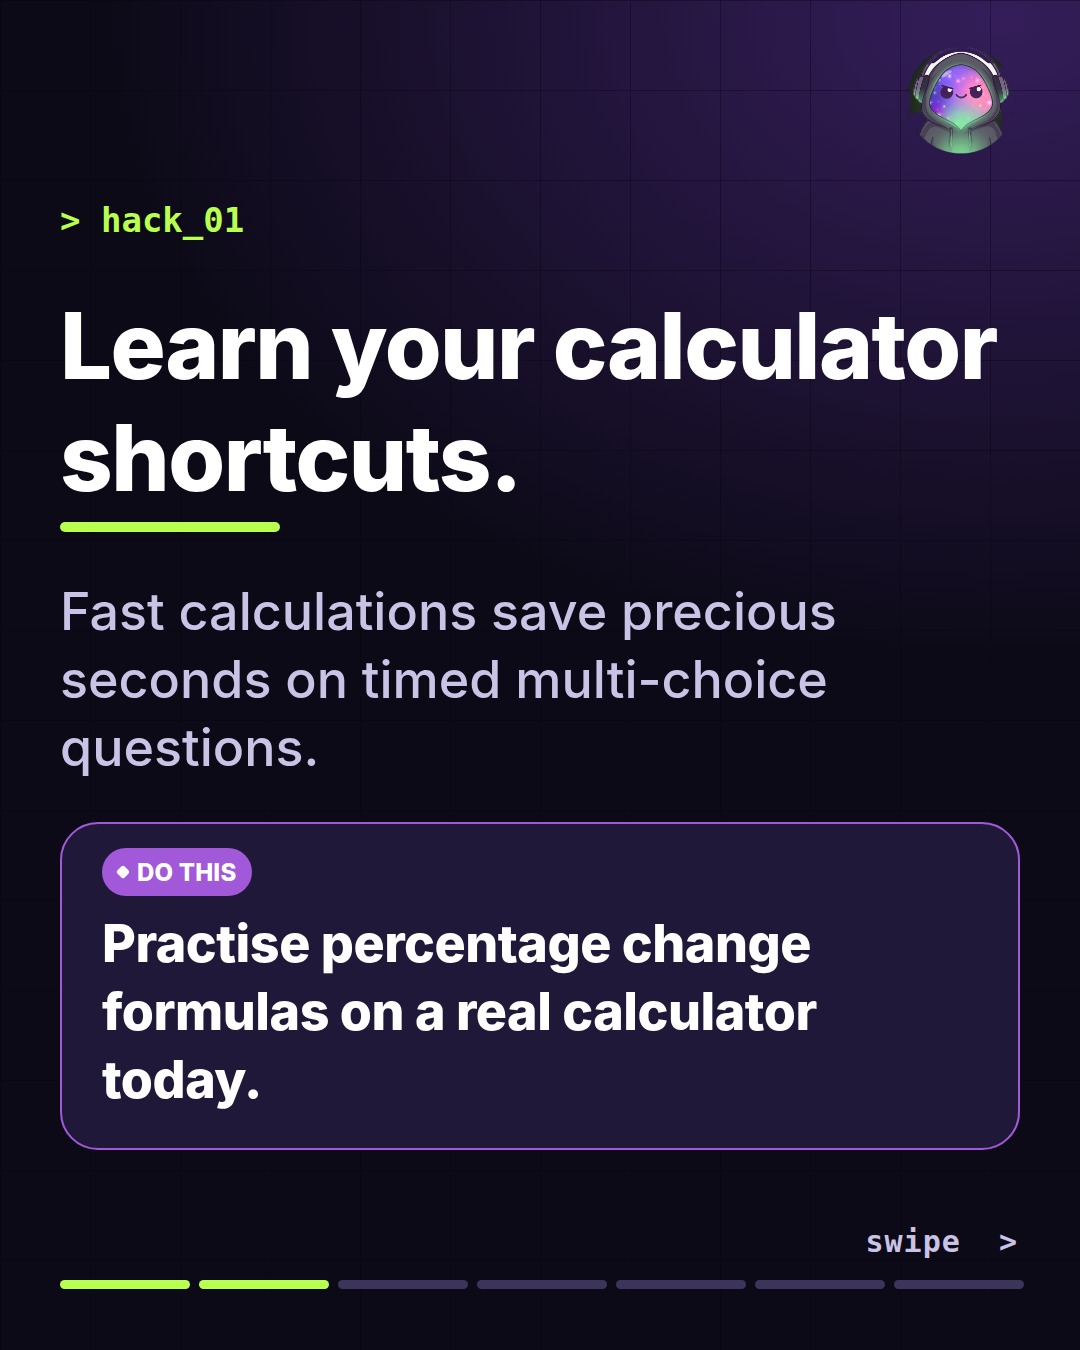 > hack_01
Learn your calculator
shortcuts.
Fast calculations save precious
seconds on timed multi-choice
questions.
DO THIS
Practise percentage change
formulas on a real calculator
today.
swipe >